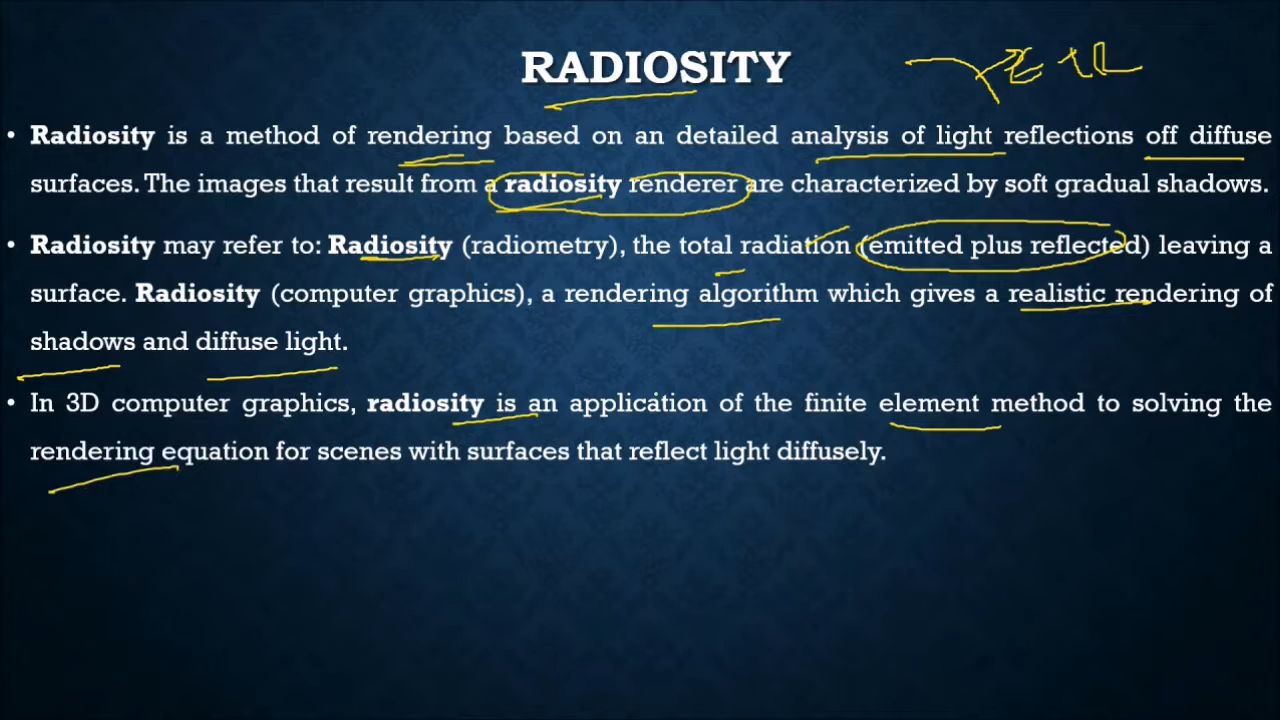 RADIOSITY
• Radiosity is a method of rendering based on an detailed analysis of light reflections off diffuse
surfaces. The images that result from a radiosity renderer are characterized by soft gradual shadows.
• Radiosity may refer to: Radiosity (radiometry), the total radiation (emitted plus reflected) leaving a
surface. Radiosity (computer graphics), a rendering algorithm which gives a realistic rendering of
shadows and diffuse light.
• In 3D computer graphics, radiosity is an application of the finite element method to solving the
rendering equation for scenes with surfaces that reflect light diffusely.